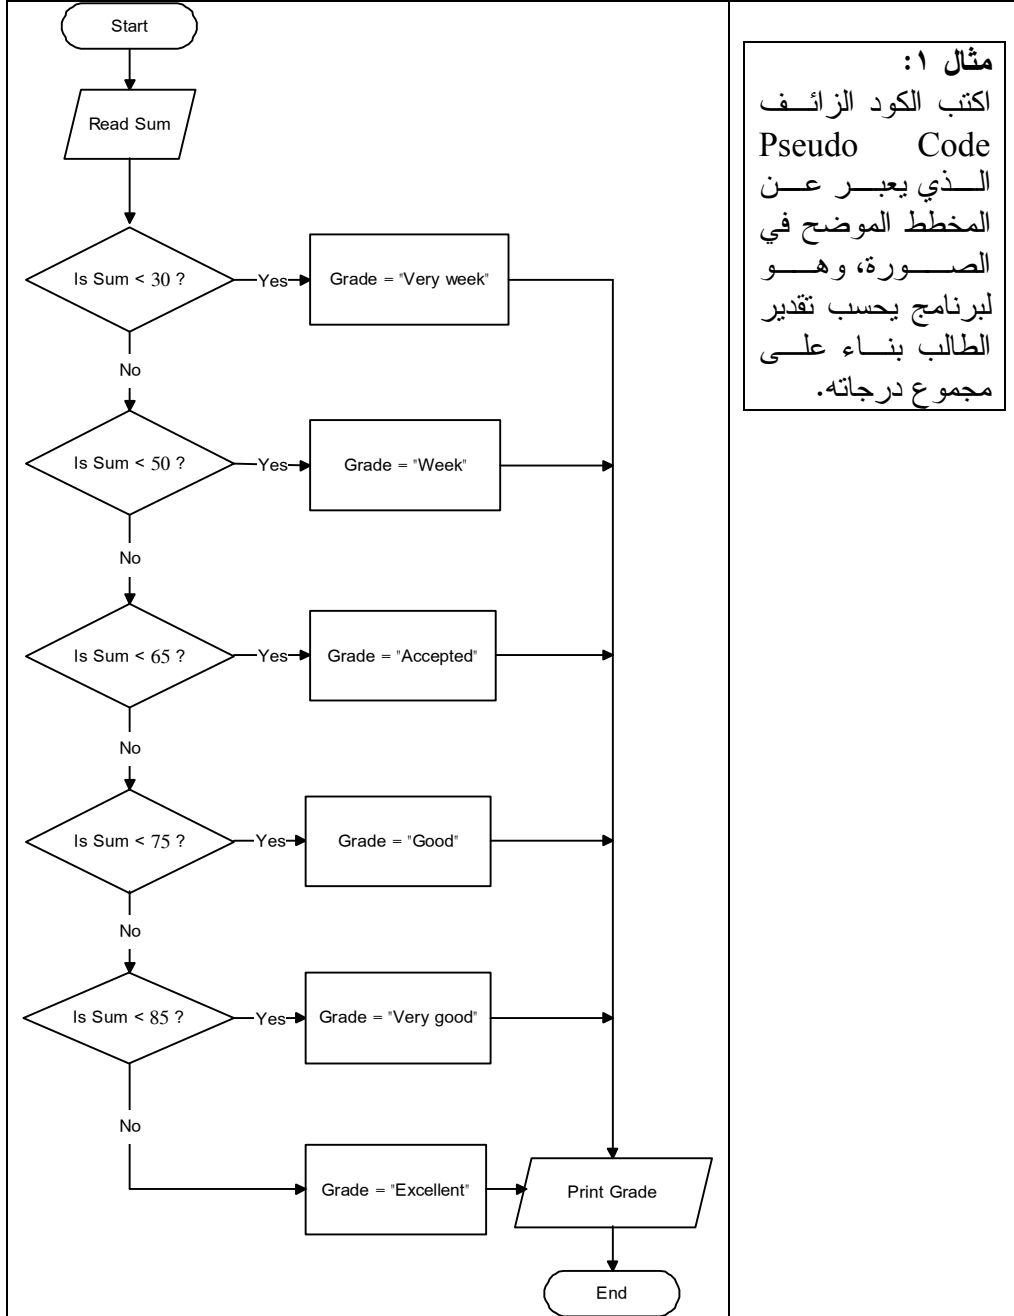 مثال ١:
اكتب الكود الزائف
Pseudo Code
الذي يعبر عن
المخطط الموضح في
الصورة، وهو
لبرنامج يحسب تقدير
الطالب بناء على
مجموع درجاته.
Start
Read Sum
Is Sum < 30 ?
Yes
Grade = "Very week"
No
Is Sum < 50 ?
Yes
Grade = "Week"
No
Is Sum < 65 ?
Yes
Grade = "Accepted"
No
Is Sum < 75 ?
Yes
Grade = "Good"
No
Is Sum < 85 ?
Yes
Grade = "Very good"
No
Grade = "Excellent"
Print Grade
End